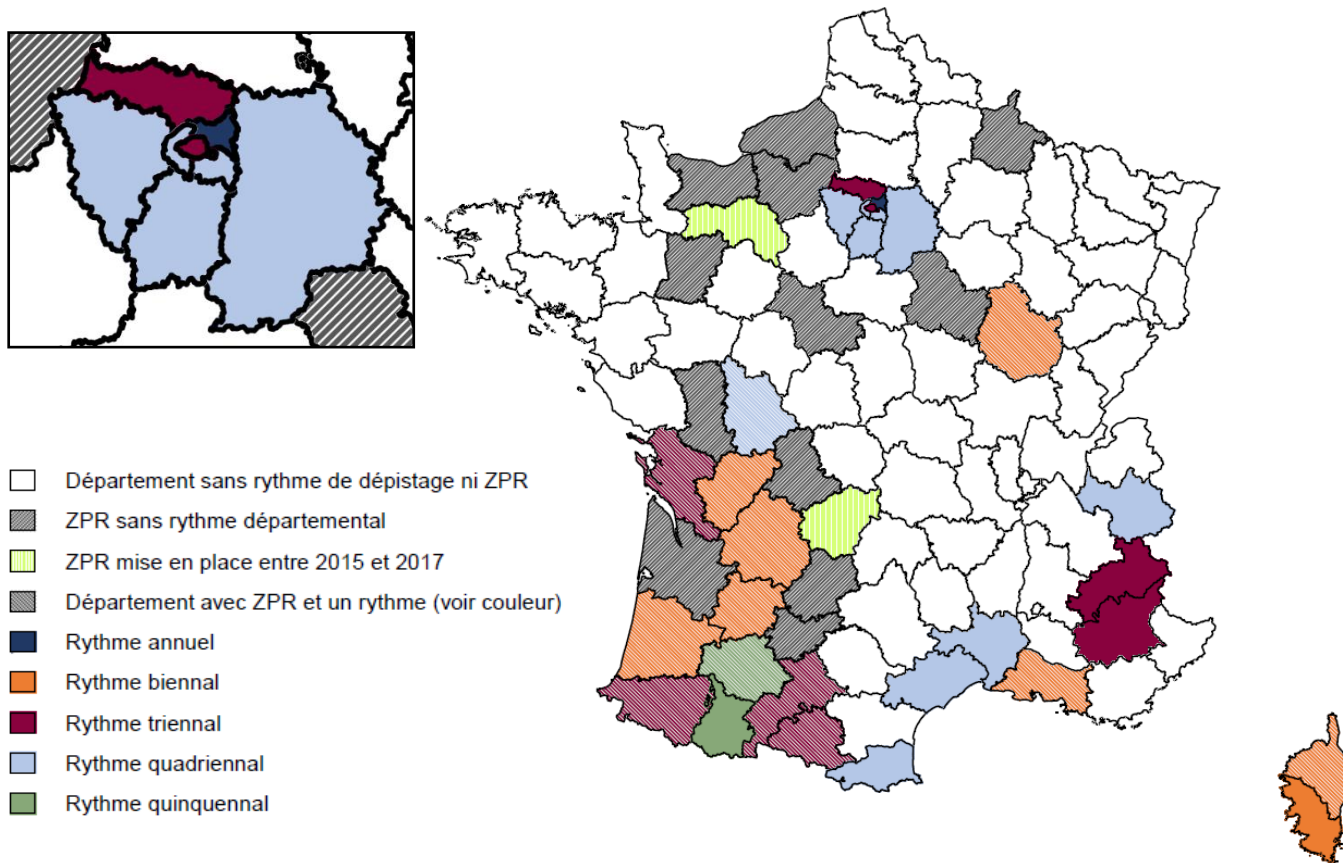 Département sans rythme de dépistage ni ZPR
ZPR sans rythme départemental
ZPR mise en place entre 2015 et 2017
Département avec ZPR et un rythme (voir couleur)
Rythme annuel
Rythme biennal
Rythme triennal
Rythme quadriennal
Rythme quinquennal